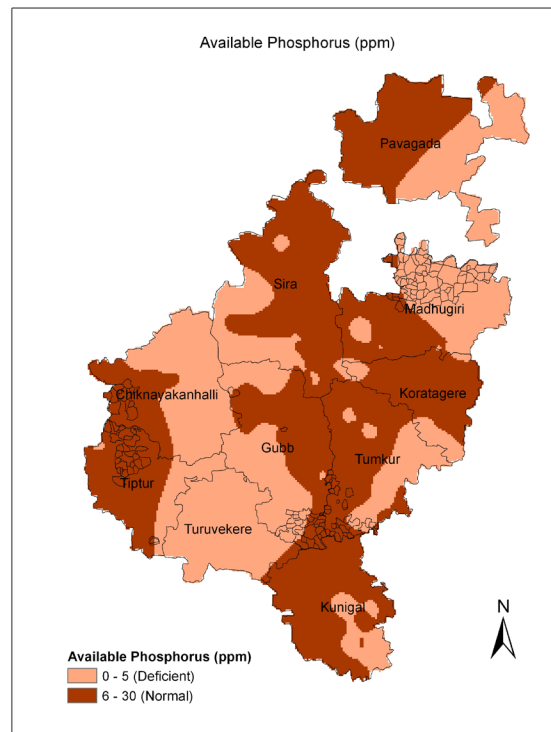 Available Phosphorus (ppm)
Pavagada
Sira
Madhugiri
Chiknayakanhalli
Koratagere
Gubb
Tumkur
Tiptur
Turuvekere
Kunigal
N
Available Phosphorus (ppm)
0 - 5 (Deficient)
6 - 30 (Normal)